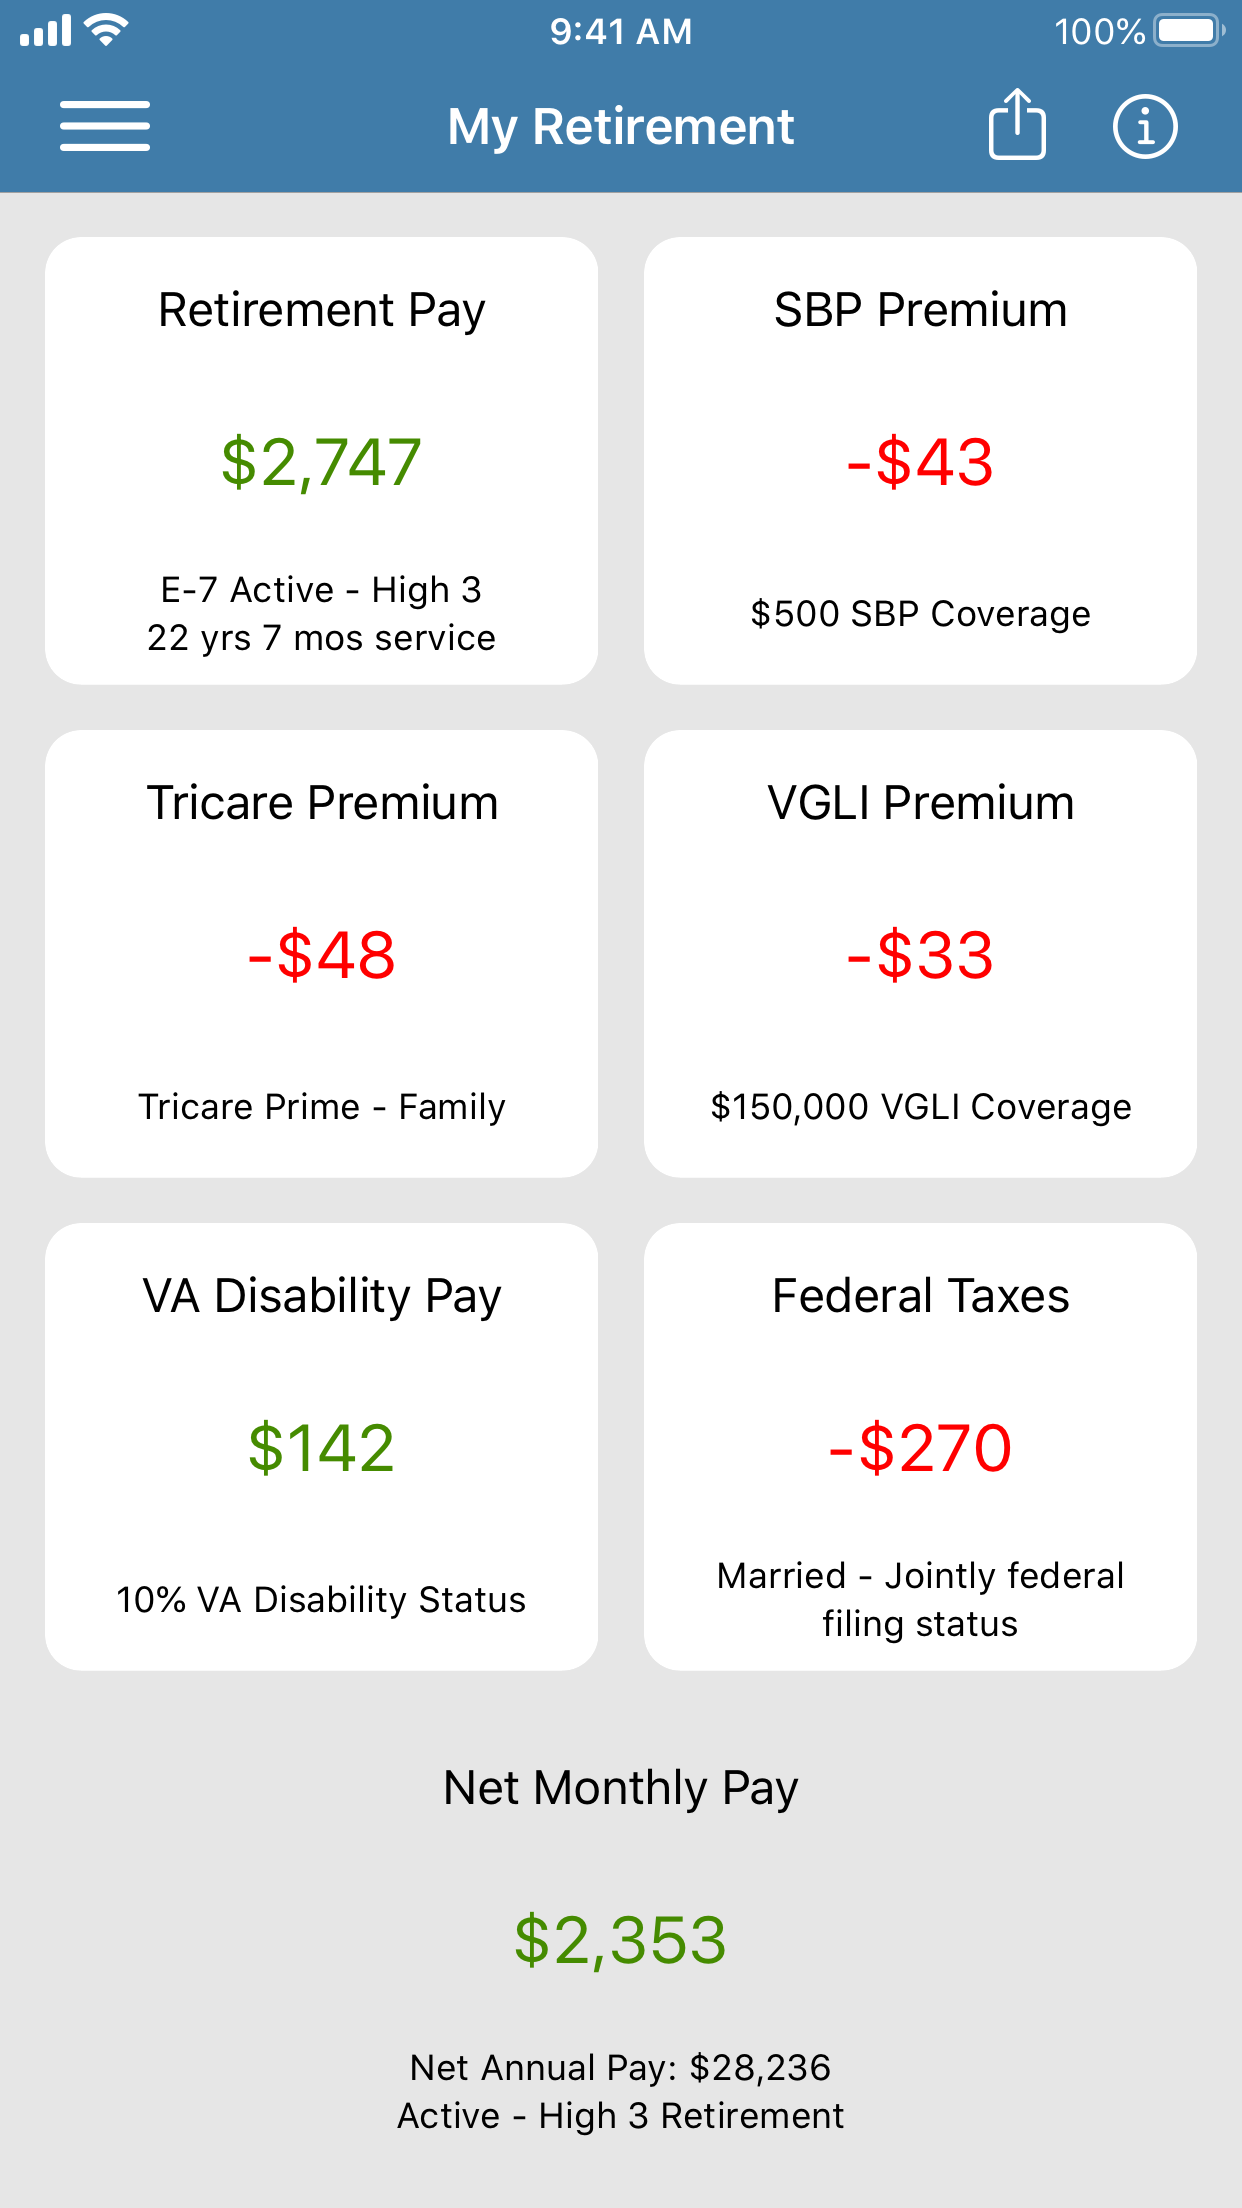 9:41 AM
100%
My Retirement
Retirement Pay
$2,747
E-7 Active - High 3
22 yrs 7 mos service
SBP Premium
-$43
$500 SBP Coverage
Tricare Premium
-$48
Tricare Prime - Family
VGLI Premium
-$33
$150,000 VGLI Coverage
VA Disability Pay
$142
10% VA Disability Status
Federal Taxes
-$270
Married - Jointly federal
filing status
Net Monthly Pay
$2,353
Net Annual Pay: $28,236
Active - High 3 Retirement